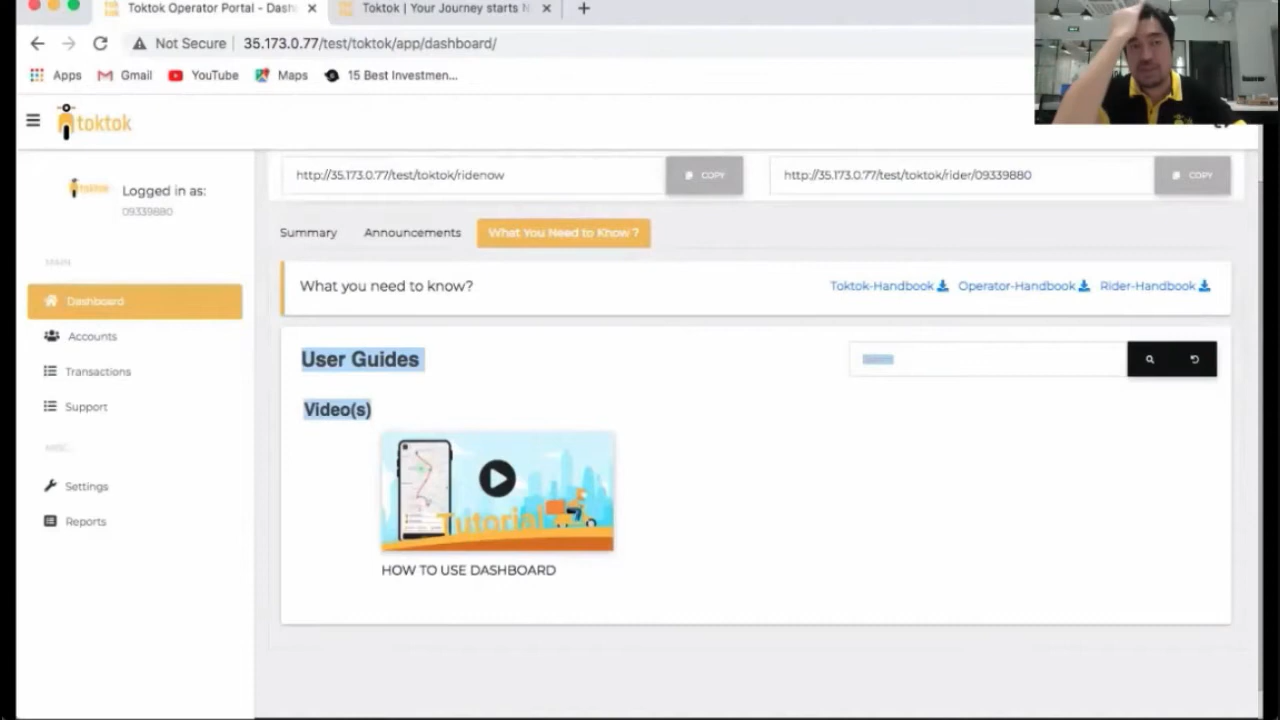 Toktok Operator Portal - Dashb
Toktok | Your Journey starts N
Not Secure | 35.173.0.77/test/toktok/app/dashboard/
Apps Gmail YouTube Maps 15 Best Investmen...
toktok
http://35.173.0.77/test/toktok/ridenow COPY http://35.173.0.77/test/toktok/rider/09339880 COPY
toktok Logged in as:
09339880
Summary Announcements What You Need to Know ?
MAIN
What you need to know? Toktok-Handbook Operator-Handbook Rider-Handbook
Dashboard
Accounts
Transactions
Support
MISC.
Settings
Reports
User Guides
Video(s)
Tutorial
HOW TO USE DASHBOARD